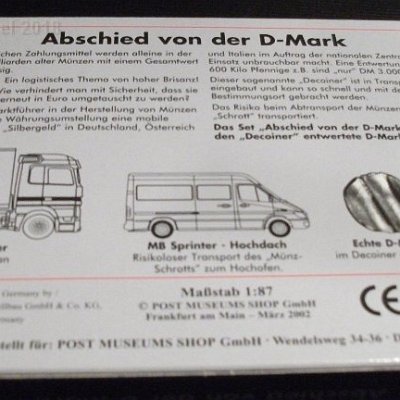 Abschied von der D-Mark
chen Zahlungsmittel werden alleine in der
illiarden alter Münzen mit einem Gesamtwert
Ein logistisches Thema von hoher Brisanz!
Wie verhindert man mit Sicherheit, dass sie
erneut in Euro umgetauscht zu werden?
rktführer in der Herstellung von Münzen
Währungsumstellung eine mobile
„Silbergeld" in Deutschland, Österreich
und Italien im Auftrag der nationalen Zentr
Einsatz unbrauchbar macht. Eine Entwertun
600 Kilo Pfennige z.B. sind „nur" DM 3.000
Dieser sogenannte „Decoiner" ist in Transp
eingebaut und kann so schnell und mit de
Bestimmungsort gebracht werden.
Das Risiko beim Abtransport der Münzen
„Schrott" transportiert.
Das Set „Abschied von der D-Mark
den „Decoiner" entwertete D-Mar
er
MB Sprinter - Hochdach
Risikoloser Transport des „Münz-
Schrotts" zum Hochofen.
Echte D-M
im Decoiner
Germany by /
GmbH & Co. KG,
ermany
Maßstab 1:87
© POST MUSEUMS SHOP GmbH
Frankfurt am Main – März 2002
CE
stellt für: POST MUSEUMS SHOP GmbH · Wendelsweg 34-36 · D